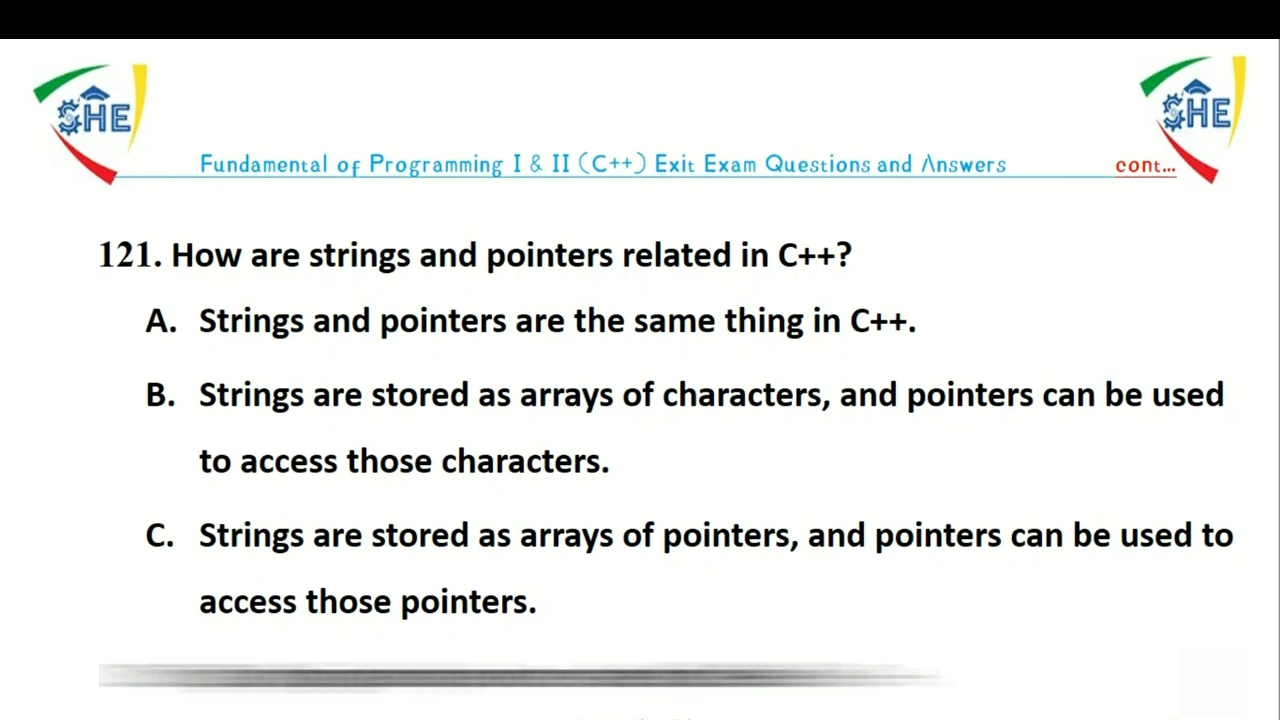 SHE
SHE
Fundamental of Programming I & II (C++) Exit Exam Questions and Answers cont...
121. How are strings and pointers related in C++?
A. Strings and pointers are the same thing in C++.
B. Strings are stored as arrays of characters, and pointers can be used
to access those characters.
C. Strings are stored as arrays of pointers, and pointers can be used to
access those pointers.